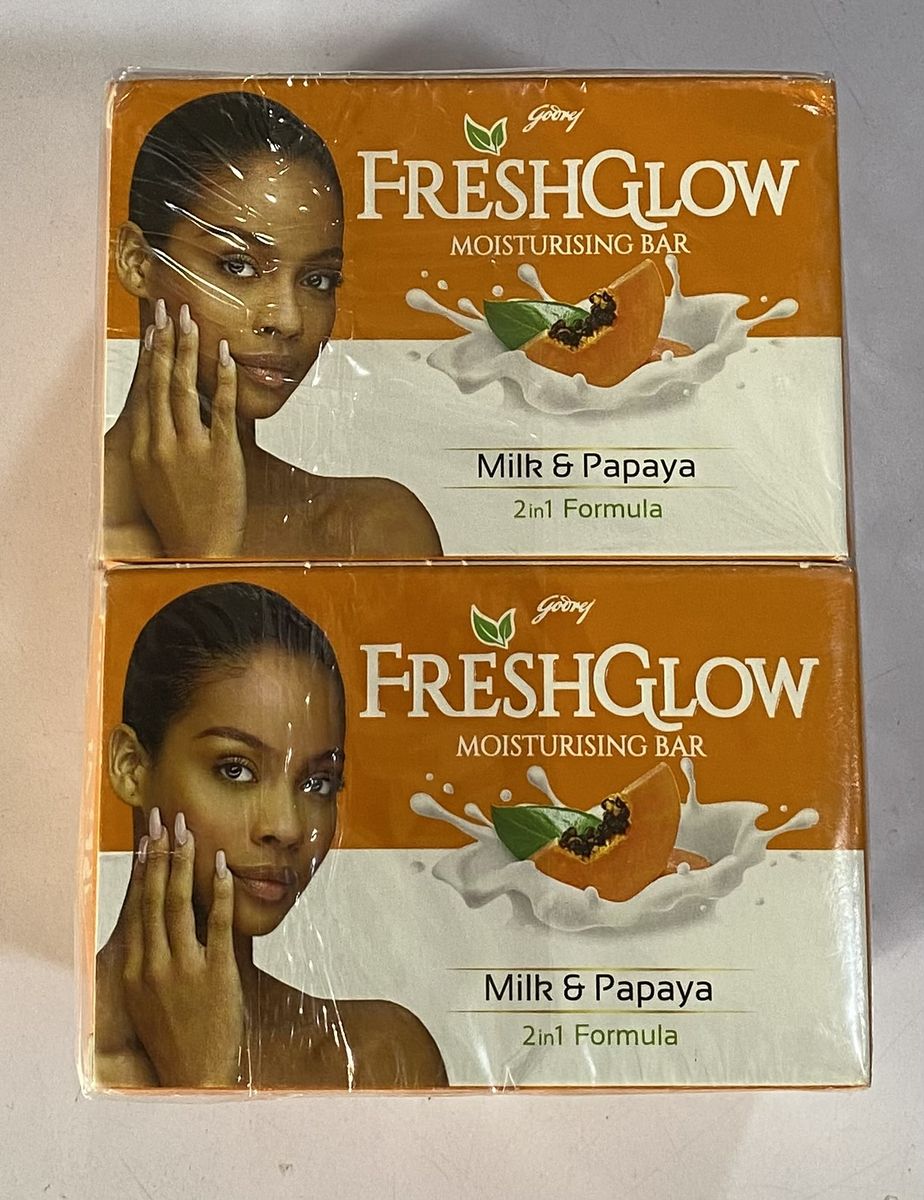 Godrej
FRESHGLOW
MOISTURISING BAR
Milk & Papaya
2in1 Formula
Godrej
FRESHGLOW
MOISTURISING BAR
Milk & Papaya
2in1 Formula